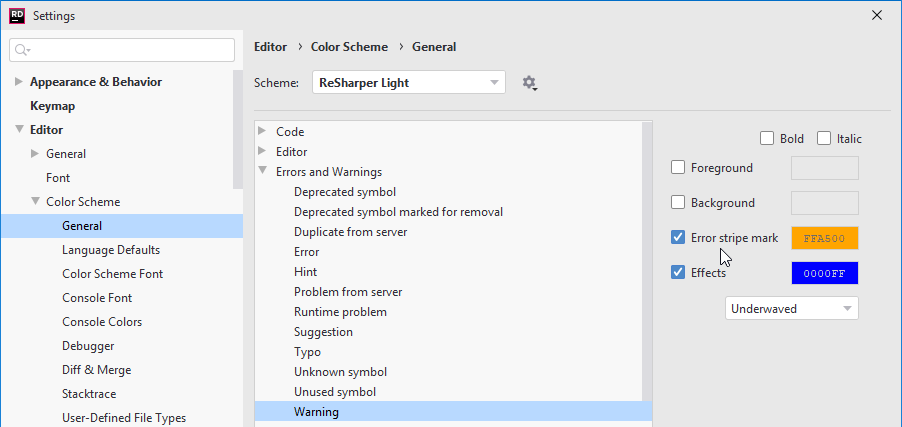 RD Settings
Editor > Color Scheme > General
Scheme: ReSharper Light
Appearance & Behavior
Keymap
Editor
General
Font
Color Scheme
General
Language Defaults
Color Scheme Font
Console Font
Console Colors
Debugger
Diff & Merge
Stacktrace
User-Defined File Types
Code
Editor
Errors and Warnings
Deprecated symbol
Deprecated symbol marked for removal
Duplicate from server
Error
Hint
Problem from server
Runtime problem
Suggestion
Typo
Unknown symbol
Unused symbol
Warning
Bold Italic
Foreground
Background
Error stripe mark FFA500
Effects 0000FF
Underwaved